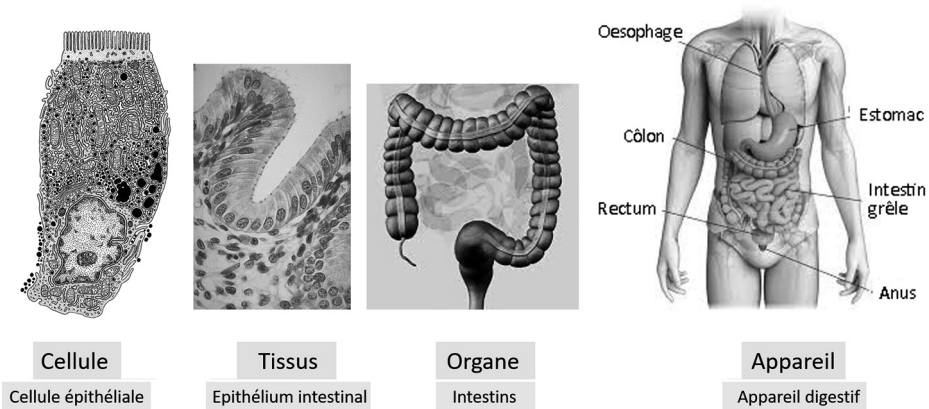 Oesophage
Estomac
Côlon
Intestin
grêle
Rectum
Anus
Cellule
Tissus
Organe
Appareil
Cellule épithéliale
Epithélium intestinal
Intestins
Appareil digestif